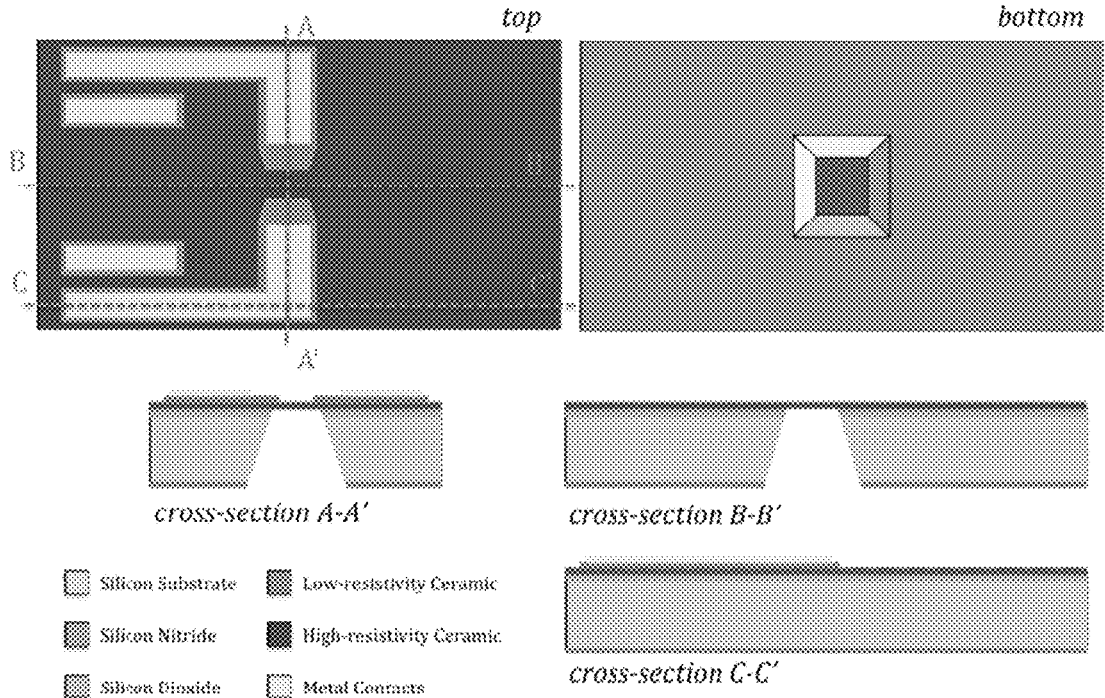 top
bottom
A
B
C
A'
cross-section A-A'
cross-section B-B'
Silicon Substrate
Low-resistivity Ceramic
Silicon Nitride
High-resistivity Ceramic
Silicon Dioxide
Metal Contacts
cross-section C-C'